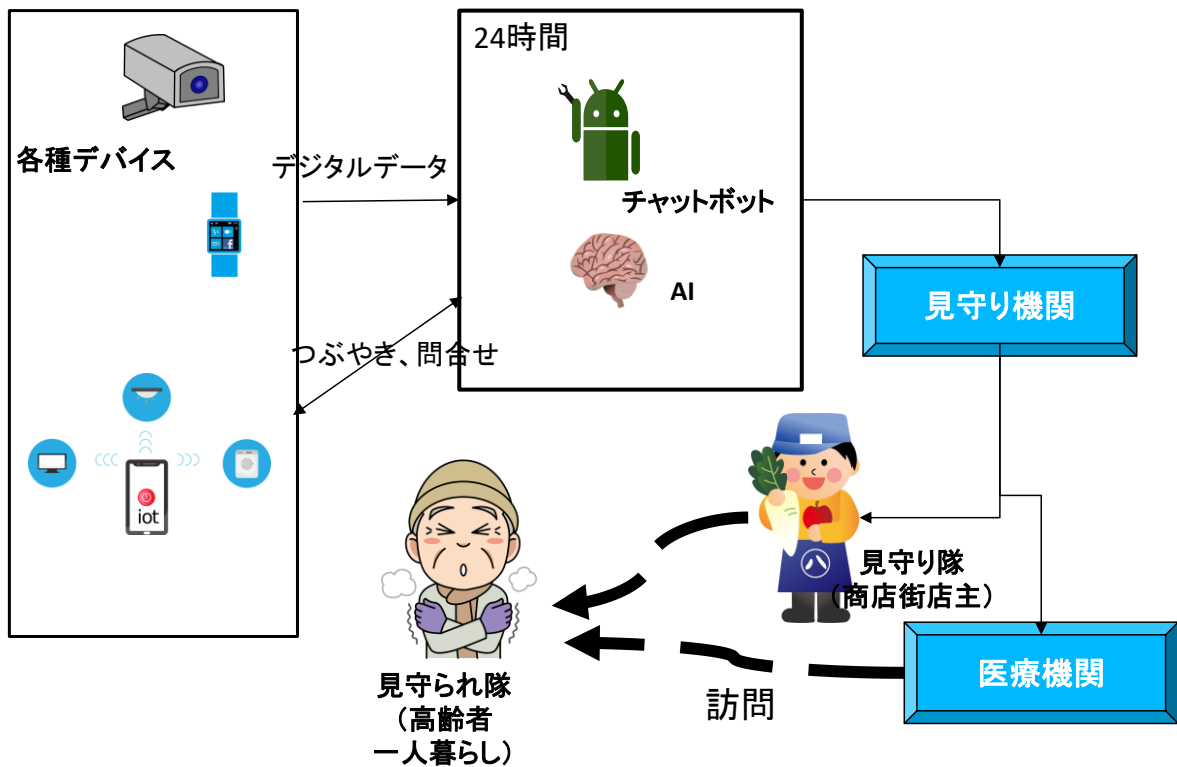 24時間
各種デバイス
デジタルデータ
チャットボット
AI
つぶやき、問合せ
iot
見守り機関
見守り隊
（商店街店主）
医療機関
訪問
見守られ隊
（高齢者
一人暮らし）